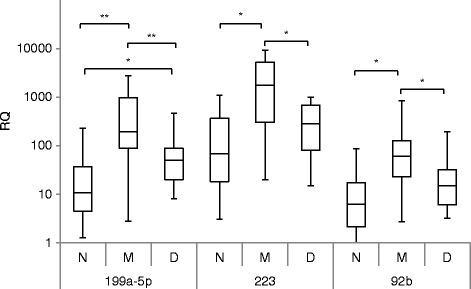 ** * *
** * *
*
10000
1000
100
10
1
RQ
N M D N M D N M D
199a-5p 223 92b